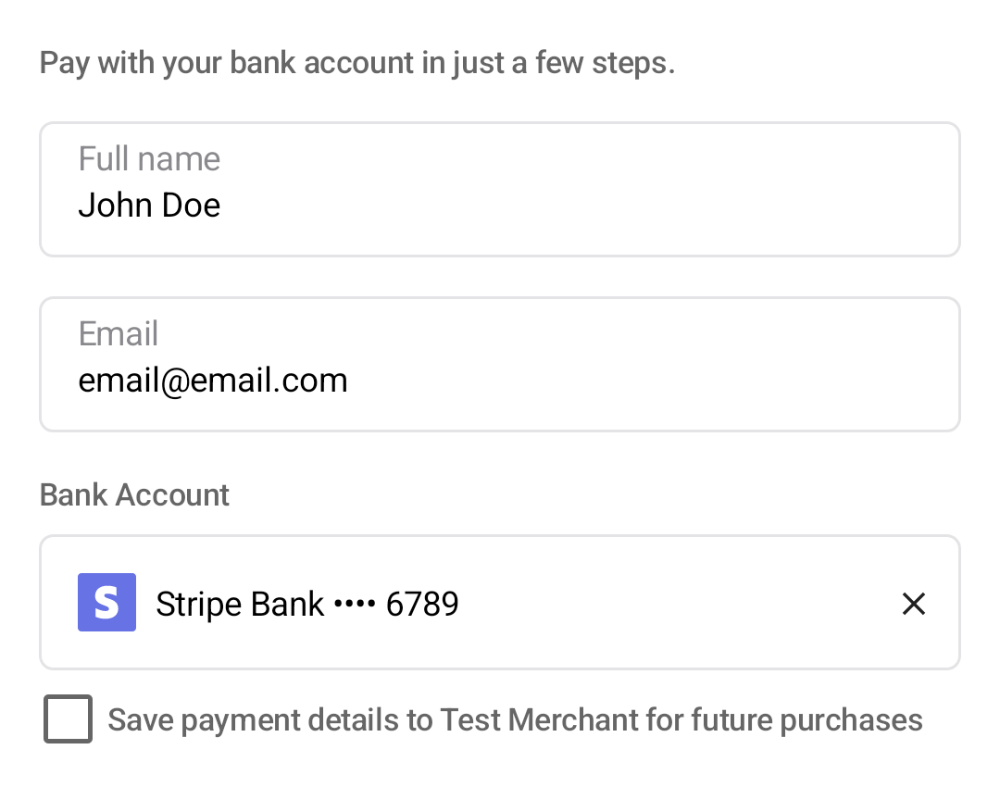 Pay with your bank account in just a few steps.
Full name
John Doe
Email
email@email.com
Bank Account
S Stripe Bank •••• 6789
Save payment details to Test Merchant for future purchases